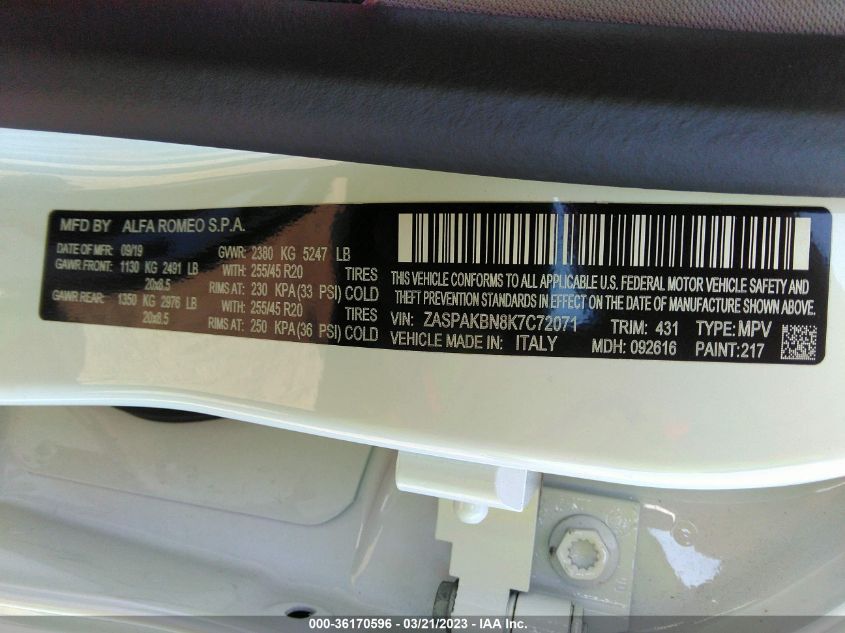 MFD BY ALFA ROMEO S.P.A.
DATE OF MFR: 09/19 GVWR: 2380 KG 5247 LB
GAWR FRONT: 1130 KG 2491 LB WITH: 255/45 R20 TIRES
20x8.5 RIMS AT: 230 KPA(33 PSI) COLD
GAWR REAR: 1350 KG 2976 LB WITH: 255/45 R20 TIRES
20x8.5 RIMS AT: 250 KPA(36 PSI) COLD
THIS VEHICLE CONFORMS TO ALL APPLICABLE U.S. FEDERAL MOTOR VEHICLE SAFETY AND
THEFT PREVENTION STANDARDS IN EFFECT ON THE DATE OF MANUFACTURE SHOWN ABOVE.
VIN: ZASPAKBN8K7C72071 TRIM: 431 TYPE: MPV
VEHICLE MADE IN: ITALY MDH: 092616 PAINT: 217
000-36170596 - 03/21/2023 - IAA Inc.